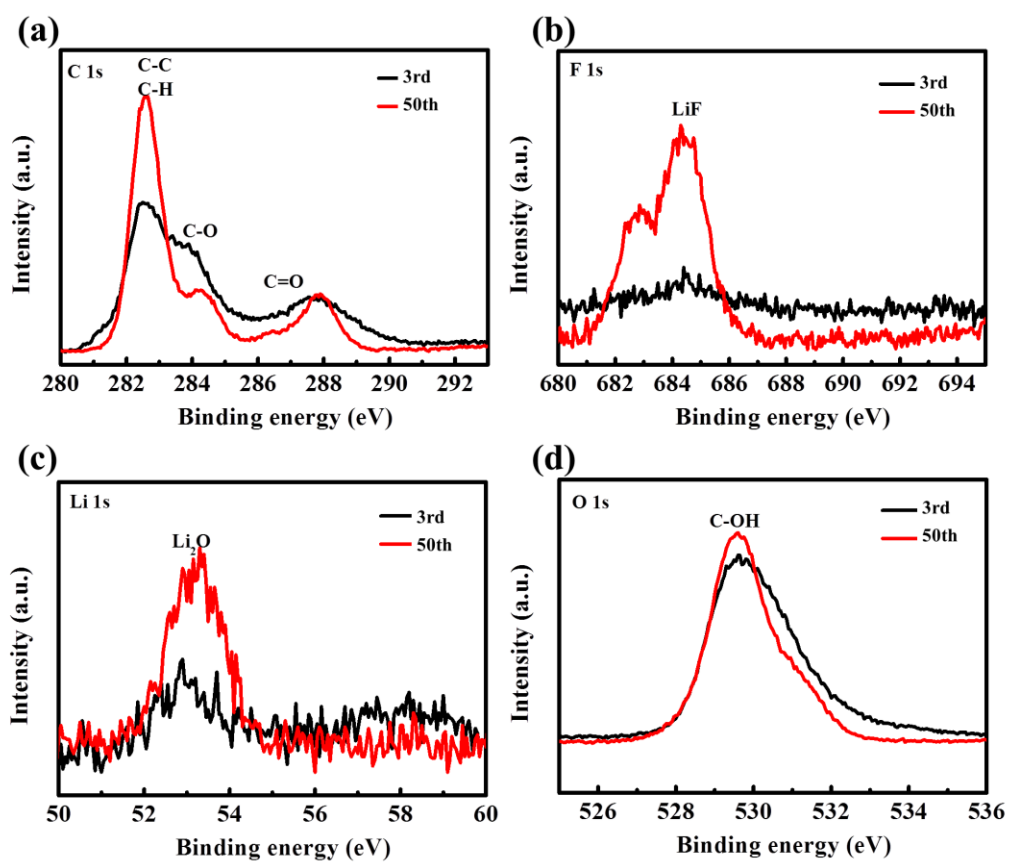 (a)
C 1s
C-C
C-H
3rd
50th
C-O
C=O
Intensity (a.u.)
280 282 284 286 288 290 292
Binding energy (eV)
(b)
F 1s
3rd
50th
LiF
Intensity (a.u.)
680 682 684 686 688 690 692 694
Binding energy (eV)
(c)
Li 1s
3rd
50th
Li₂O
Intensity (a.u.)
50 52 54 56 58 60
Binding energy (eV)
(d)
O 1s
C-OH
3rd
50th
Intensity (a.u.)
526 528 530 532 534 536
Binding energy (eV)